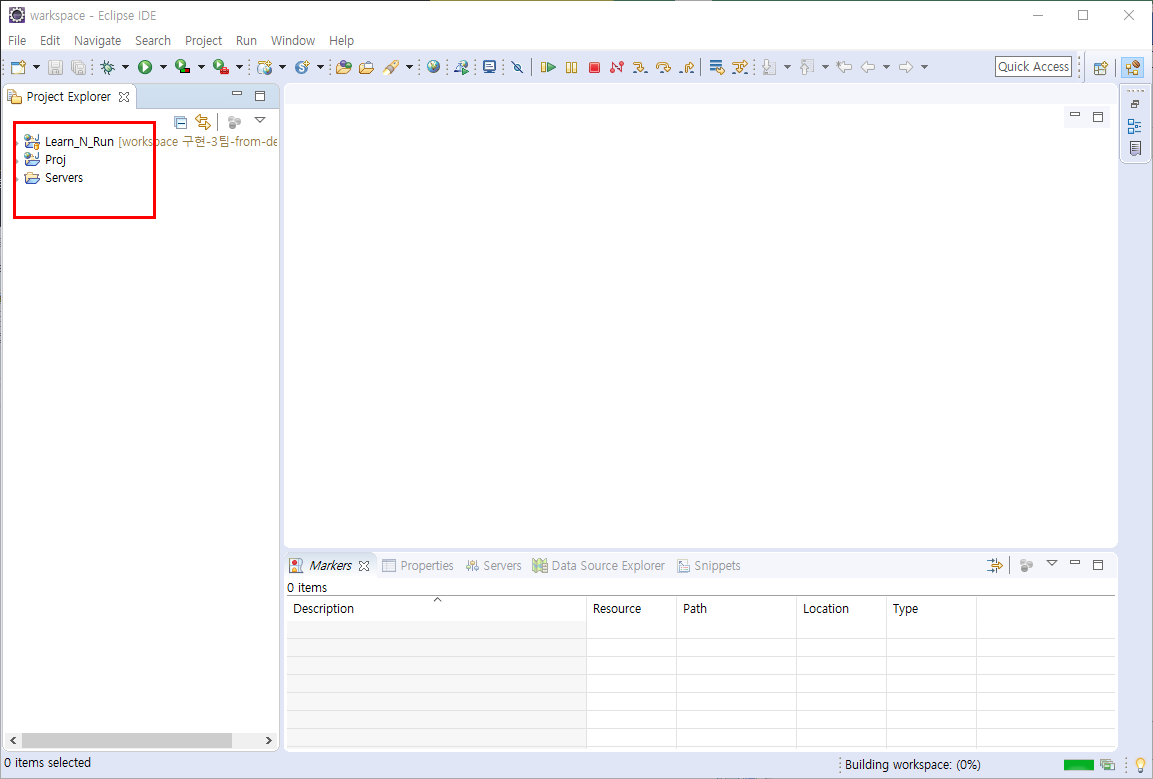 warkspace - Eclipse IDE
File Edit Navigate Search Project Run Window Help
Quick Access
Project Explorer
Learn_N_Run [workspace 구현-3팀-from-de
Proj
Servers
Markers Properties Servers Data Source Explorer Snippets
0 items
Description Resource Path Location Type
0 items selected Building workspace: (0%)